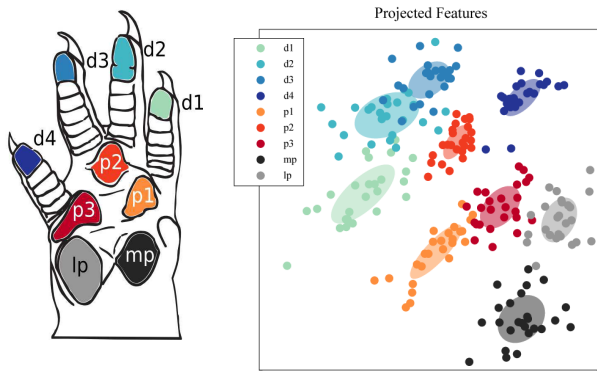 d2
d3
d1
d4
p2
p1
p3
lp
mp
Projected Features
d1
d2
d3
d4
p1
p2
p3
mp
lp